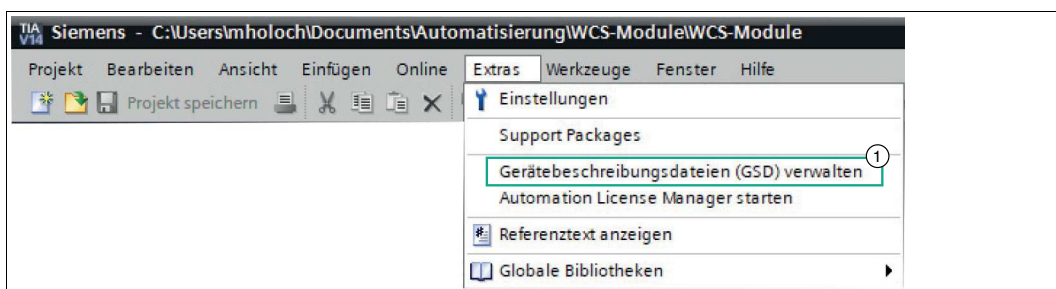 TIA V14 Siemens - C:\Users\mholoch\Documents\Automatisierung\WCS-Module\WCS-Module
Projekt Bearbeiten Ansicht Einfügen Online Extras Werkzeuge Fenster Hilfe
Projekt speichern
Einstellungen
Support Packages
1
Gerätebeschreibungsdateien (GSD) verwalten
Automation License Manager starten
Referenztext anzeigen
Globale Bibliotheken